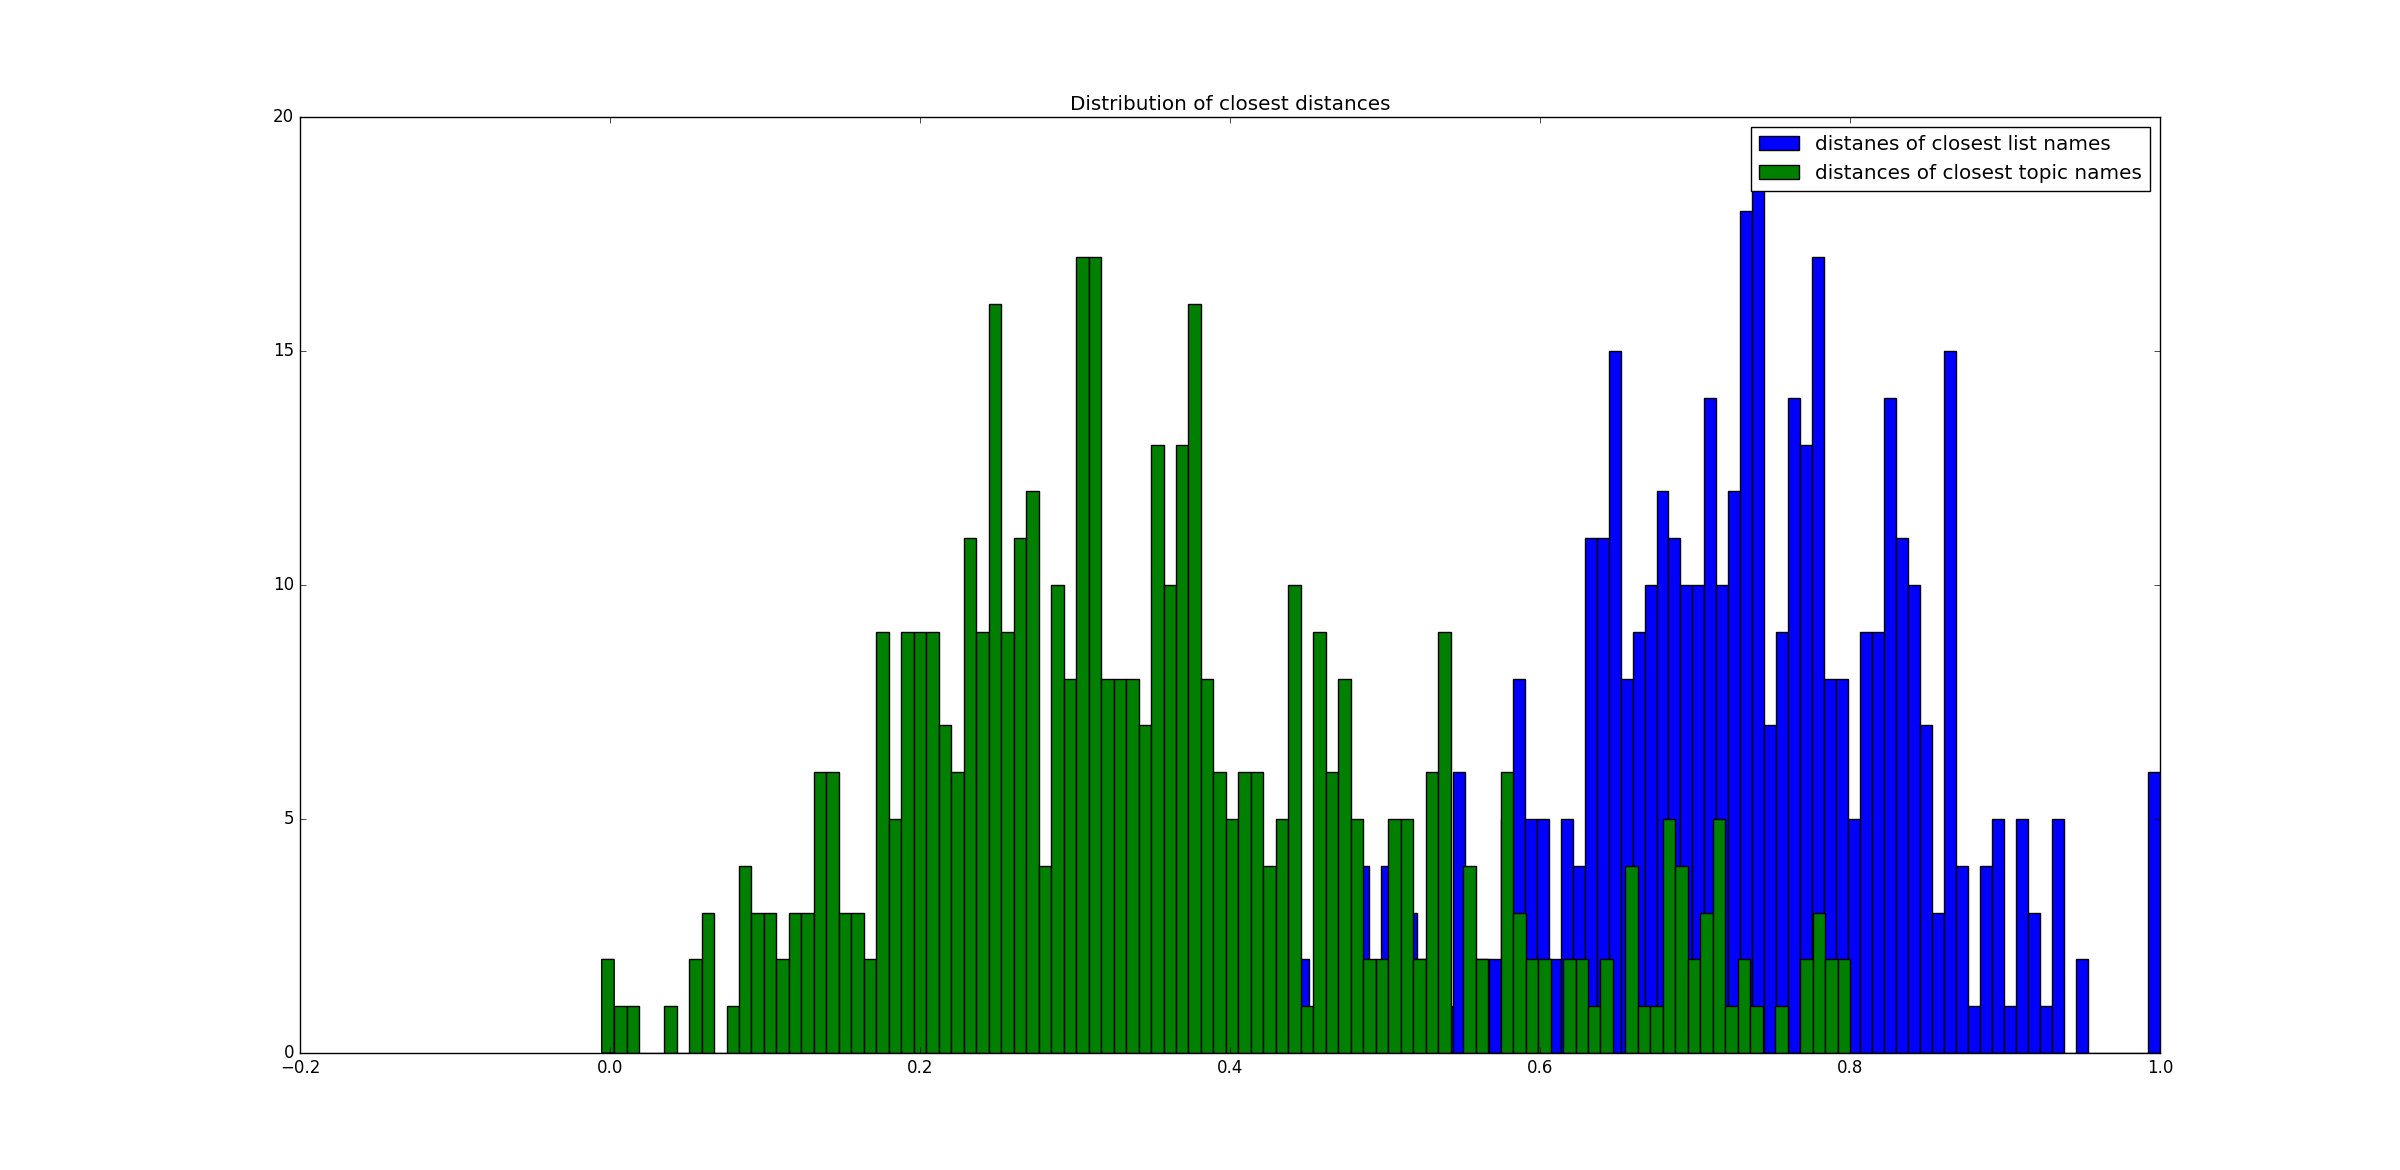 Distribution of closest distances
distanes of closest list names
distances of closest topic names
20
15
10
5
0
−0.2 0.0 0.2 0.4 0.6 0.8 1.0